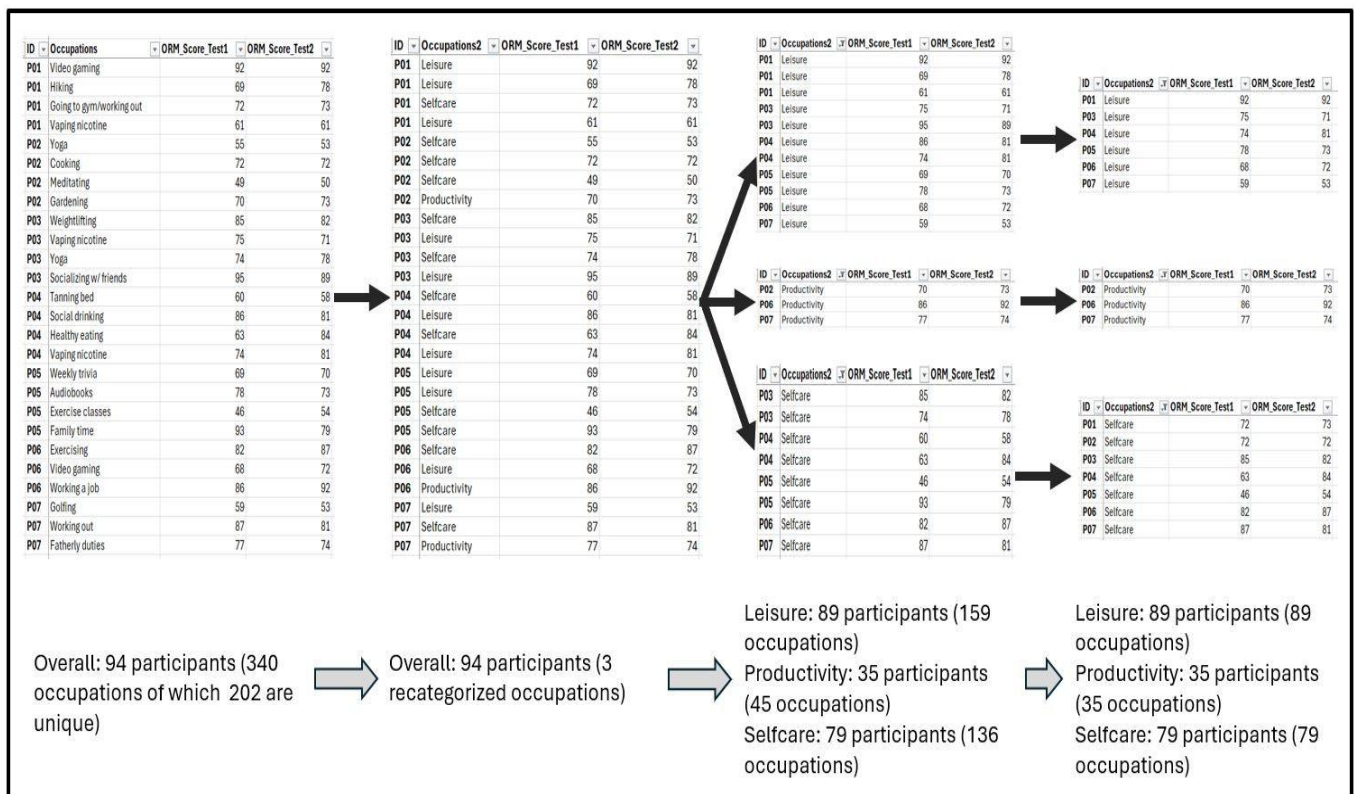 ID Occupations ORM_Score_Test1 ORM_Score_Test2
P01 Video gaming 92 92
P01 Hiking 69 78
P01 Going to gym/working out 72 73
P01 Vaping nicotine 61 61
P02 Yoga 55 53
P02 Cooking 72 72
P02 Meditating 49 50
P02 Gardening 70 73
P03 Weightlifting 85 82
P03 Vaping nicotine 75 71
P03 Yoga 74 78
P03 Socializing w/ friends 95 89
P04 Tanning bed 60 58
P04 Social drinking 86 81
P04 Healthy eating 63 84
P04 Vaping nicotine 74 81
P05 Weekly trivia 69 70
P05 Audiobooks 78 73
P05 Exercise classes 46 54
P05 Family time 93 79
P06 Exercising 82 87
P06 Video gaming 68 72
P06 Working a job 86 92
P07 Golfing 59 53
P07 Working out 87 81
P07 Fatherly duties 77 74
ID Occupations2 ORM_Score_Test1 ORM_Score_Test2
P01 Leisure 92 92
P01 Leisure 69 78
P01 Selfcare 72 73
P01 Leisure 61 61
P02 Selfcare 55 53
P02 Selfcare 72 72
P02 Selfcare 49 50
P02 Productivity 70 73
P03 Selfcare 85 82
P03 Leisure 75 71
P03 Selfcare 74 78
P03 Leisure 95 89
P04 Selfcare 60 58
P04 Leisure 86 81
P04 Selfcare 63 84
P04 Leisure 74 81
P05 Leisure 69 70
P05 Leisure 78 73
P05 Selfcare 46 54
P05 Selfcare 93 79
P06 Selfcare 82 87
P06 Leisure 68 72
P06 Productivity 86 92
P07 Leisure 59 53
P07 Selfcare 87 81
P07 Productivity 77 74
ID Occupations2 ORM_Score_Test1 ORM_Score_Test2
P01 Leisure 92 92
P01 Leisure 69 78
P01 Leisure 61 61
P03 Leisure 75 71
P03 Leisure 95 89
P04 Leisure 86 81
P04 Leisure 74 81
P05 Leisure 69 70
P05 Leisure 78 73
P06 Leisure 68 72
P07 Leisure 59 53
ID Occupations2 ORM_Score_Test1 ORM_Score_Test2
P02 Productivity 70 73
P06 Productivity 86 92
P07 Productivity 77 74
ID Occupations2 ORM_Score_Test1 ORM_Score_Test2
P03 Selfcare 85 82
P03 Selfcare 74 78
P04 Selfcare 60 58
P04 Selfcare 63 84
P05 Selfcare 46 54
P05 Selfcare 93 79
P06 Selfcare 82 87
P07 Selfcare 87 81
ID Occupations2 ORM_Score_Test1 ORM_Score_Test2
P01 Leisure 92 92
P03 Leisure 75 71
P04 Leisure 74 81
P05 Leisure 78 73
P06 Leisure 68 72
P07 Leisure 59 53
ID Occupations2 ORM_Score_Test1 ORM_Score_Test2
P02 Productivity 70 73
P06 Productivity 86 92
P07 Productivity 77 74
ID Occupations2 ORM_Score_Test1 ORM_Score_Test2
P01 Selfcare 72 73
P02 Selfcare 72 72
P03 Selfcare 85 82
P04 Selfcare 63 84
P05 Selfcare 46 54
P06 Selfcare 82 87
P07 Selfcare 87 81
Overall: 94 participants (340
occupations of which 202 are
unique)
Overall: 94 participants (3
recategorized occupations)
Leisure: 89 participants (159
occupations)
Productivity: 35 participants
(45 occupations)
Selfcare: 79 participants (136
occupations)
Leisure: 89 participants (89
occupations)
Productivity: 35 participants
(35 occupations)
Selfcare: 79 participants (79
occupations)